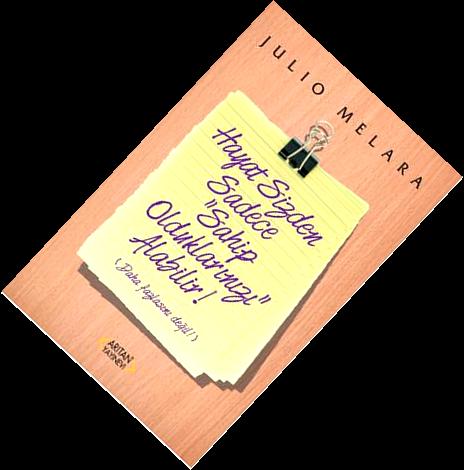 JULIO MELARA
Hayat Sizden
Sadece
"Sahip
Olduklarınızı"
Alabilir!
(Daha fazlasını değil!)
ARITAN
YAYINEVİ